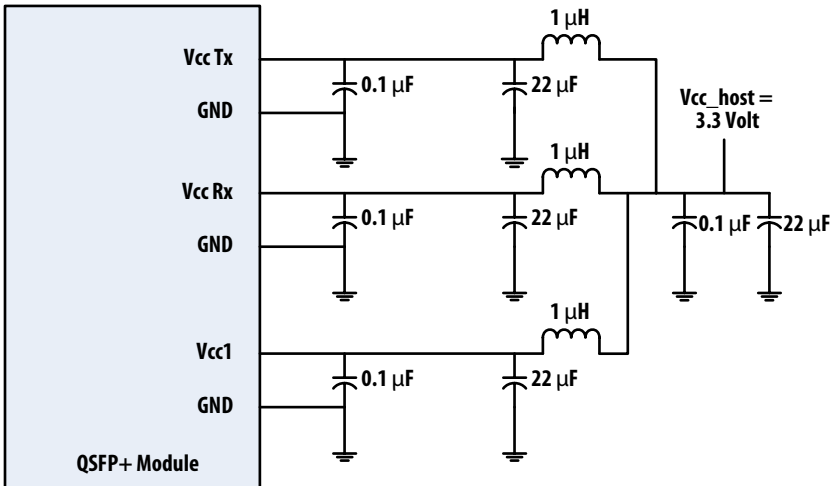 1 μH
Vcc Tx
0.1 μF
22 μF
GND
Vcc_host =
3.3 Volt
1 μH
Vcc Rx
0.1 μF
22 μF
0.1 μF
22 μF
GND
1 μH
Vcc1
0.1 μF
22 μF
GND
QSFP+ Module